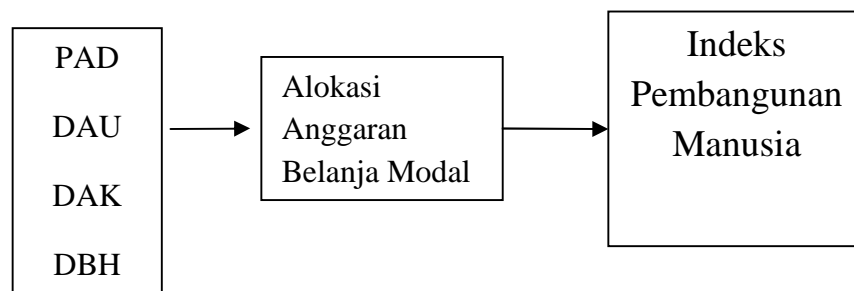 PAD
DAU
DAK
DBH
Alokasi
Anggaran
Belanja Modal
Indeks
Pembangunan
Manusia